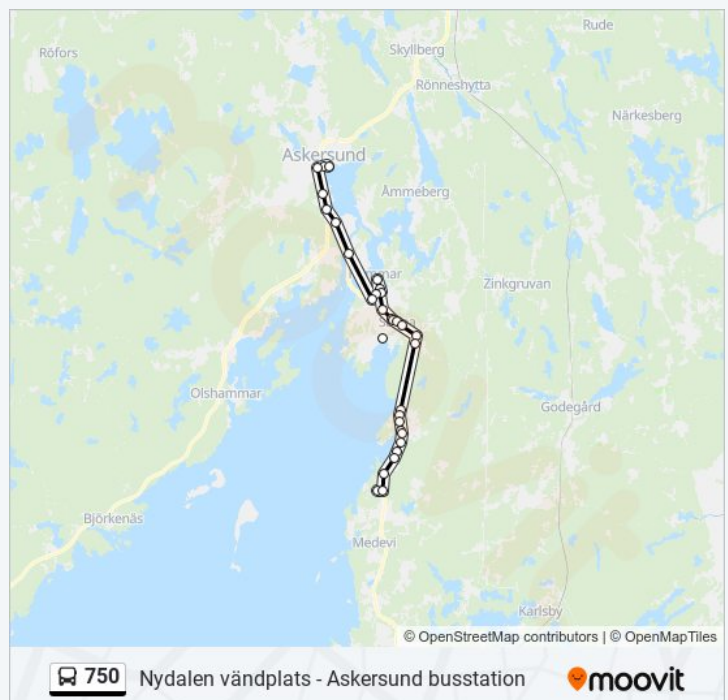 Röfors
Rude
Skyllberg
Rönneshytta
Närkesberg
Askersund
Åmmeberg
Zinkgruvan
Olshammar
Godegård
Björkenäs
Medevi
Karlsby
© OpenStreetMap contributors | © OpenMapTiles
750 Nydalen vändplats - Askersund busstation moovit